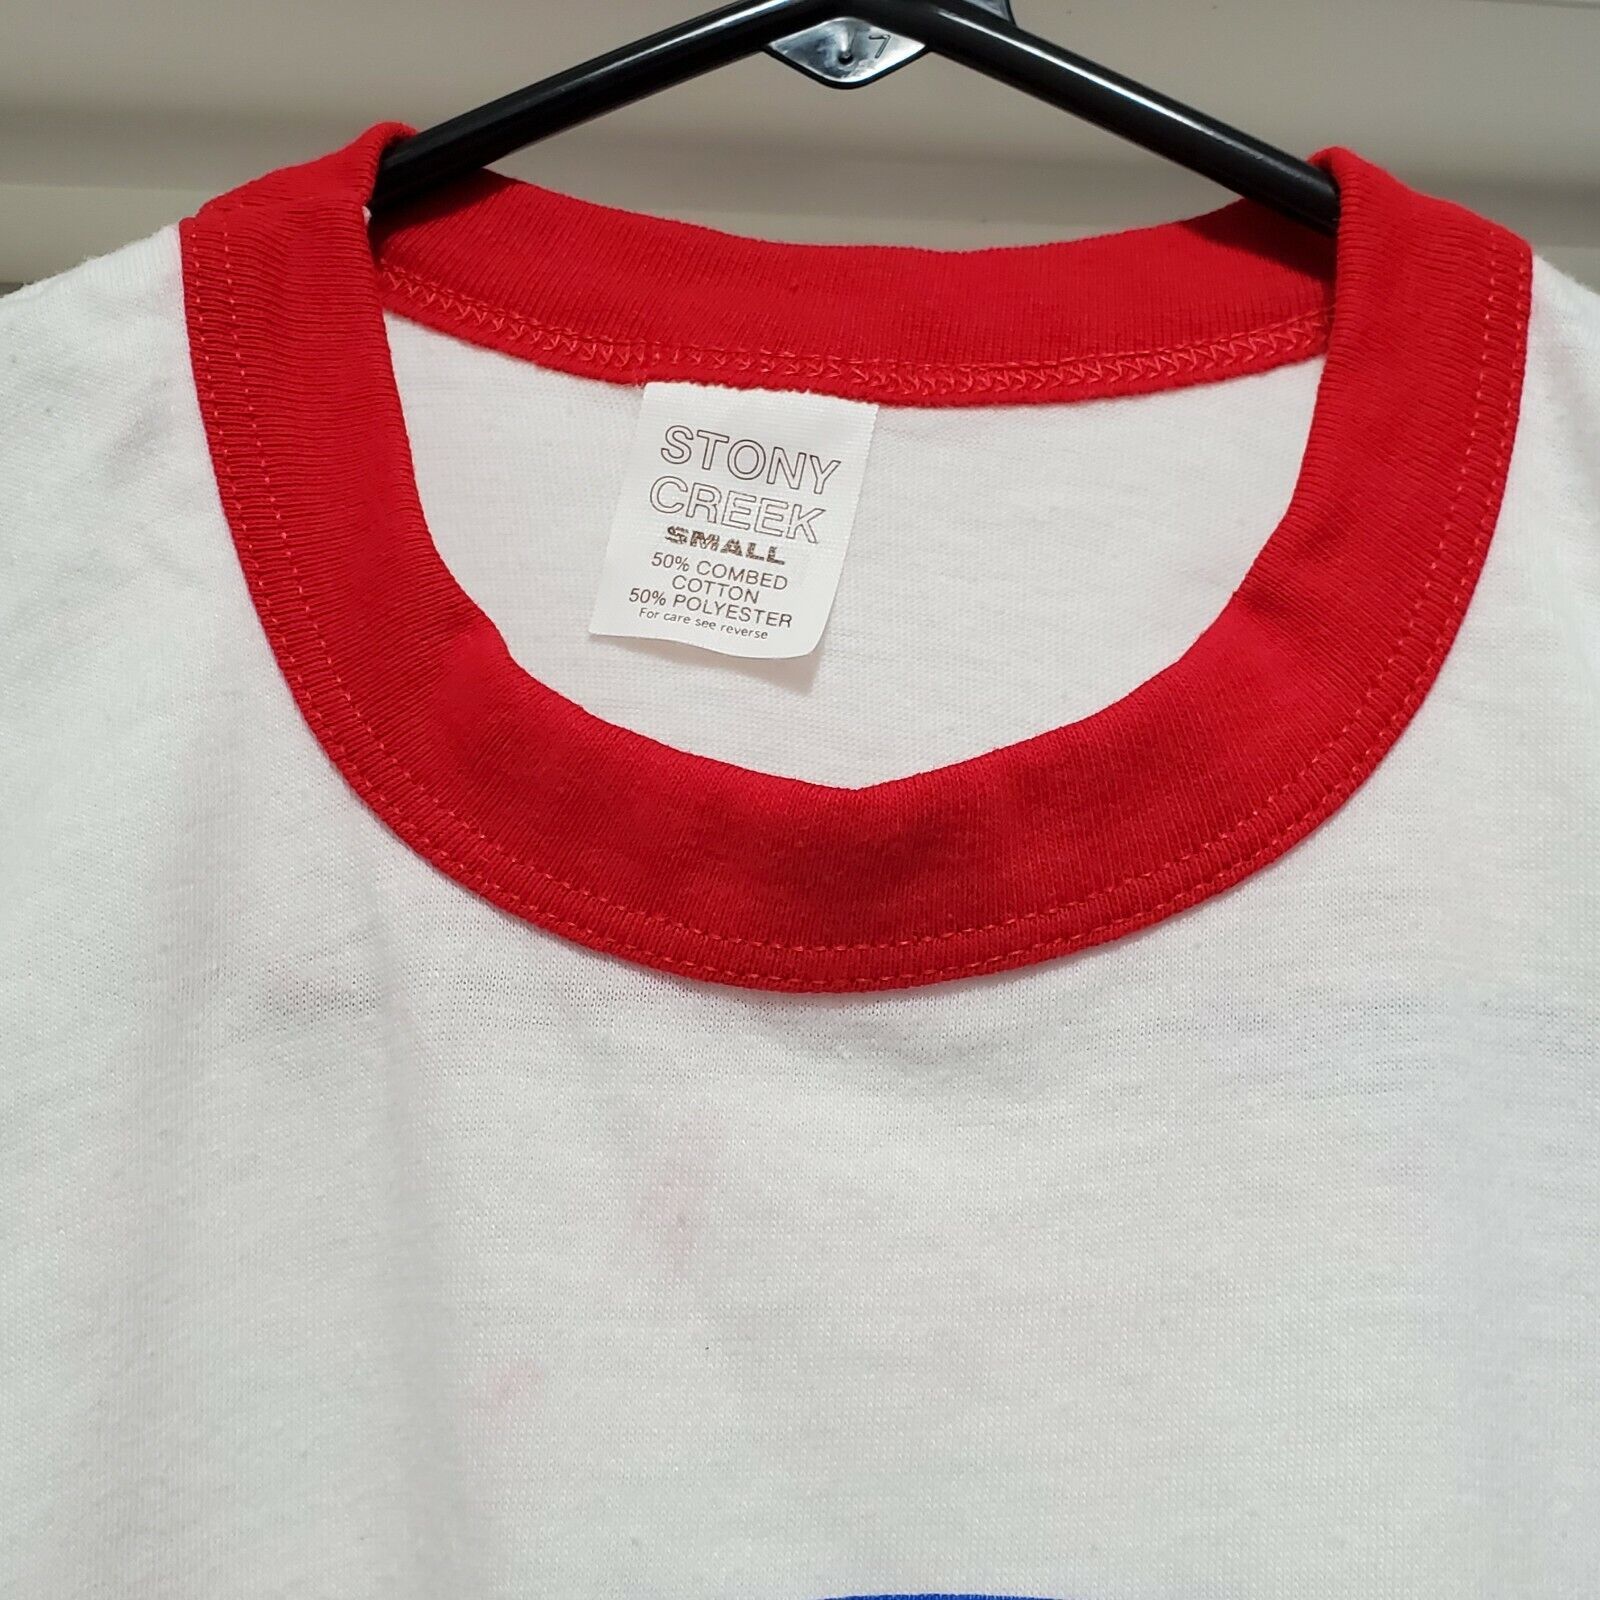 STONY
CREEK
SMALL
50% COMBED
COTTON
50% POLYESTER
For care see reverse